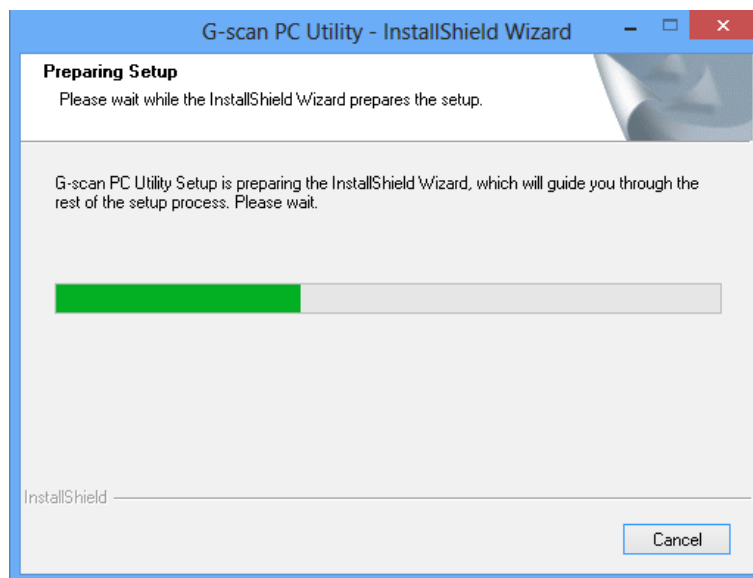 G-scan PC Utility - InstallShield Wizard
Preparing Setup
Please wait while the InstallShield Wizard prepares the setup.
G-scan PC Utility Setup is preparing the InstallShield Wizard, which will guide you through the
rest of the setup process. Please wait.
InstallShield
Cancel